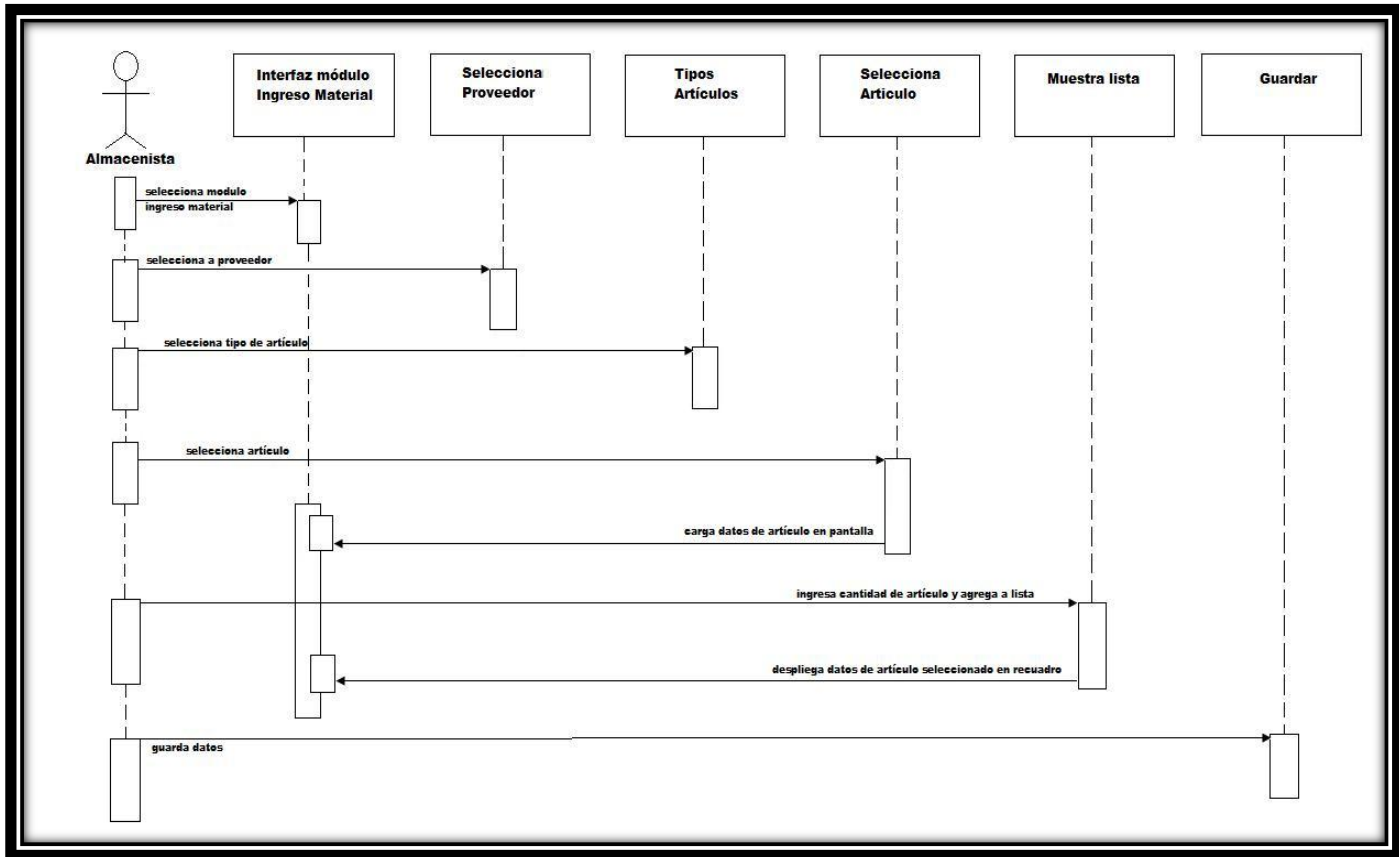 Interfaz módulo
Ingreso Material
Selecciona
Proveedor
Tipos
Artículos
Selecciona
Articulo
Muestra lista
Guardar
Almacenista
selecciona modulo
ingreso material
selecciona a proveedor
selecciona tipo de artículo
selecciona artículo
carga datos de artículo en pantalla
ingresa cantidad de artículo y agrega a lista
despliega datos de artículo seleccionado en recuadro
guarda datos